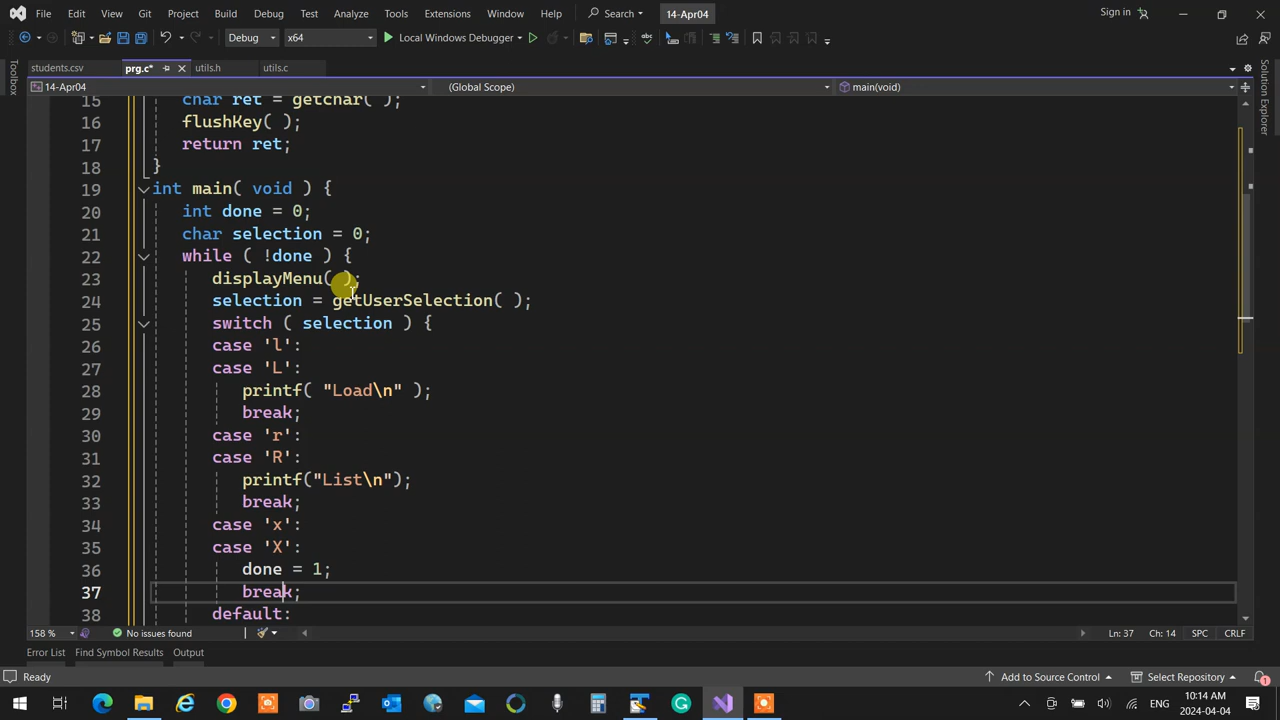 File Edit View Git Project Build Debug Test Analyze Tools Extensions Window Help Search 14-Apr04 Sign in
Debug x64 Local Windows Debugger
students.csv prg.c* utils.h utils.c
14-Apr04 (Global Scope) main(void)
Toolbox
Solution Explorer
15 char ret = getchar( );
16 flushKey( );
17 return ret;
18 }
19 int main( void ) {
20 int done = 0;
21 char selection = 0;
22 while ( !done ) {
23 displayMenu( );
24 selection = getUserSelection( );
25 switch ( selection ) {
26 case 'l':
27 case 'L':
28 printf( "Load\n" );
29 break;
30 case 'r':
31 case 'R':
32 printf("List\n");
33 break;
34 case 'x':
35 case 'X':
36 done = 1;
37 break;
38 default:
158 % No issues found Ln: 37 Ch: 14 SPC CRLF
Error List Find Symbol Results Output
Ready Add to Source Control Select Repository 1
10:14 AM
ENG
2024-04-04